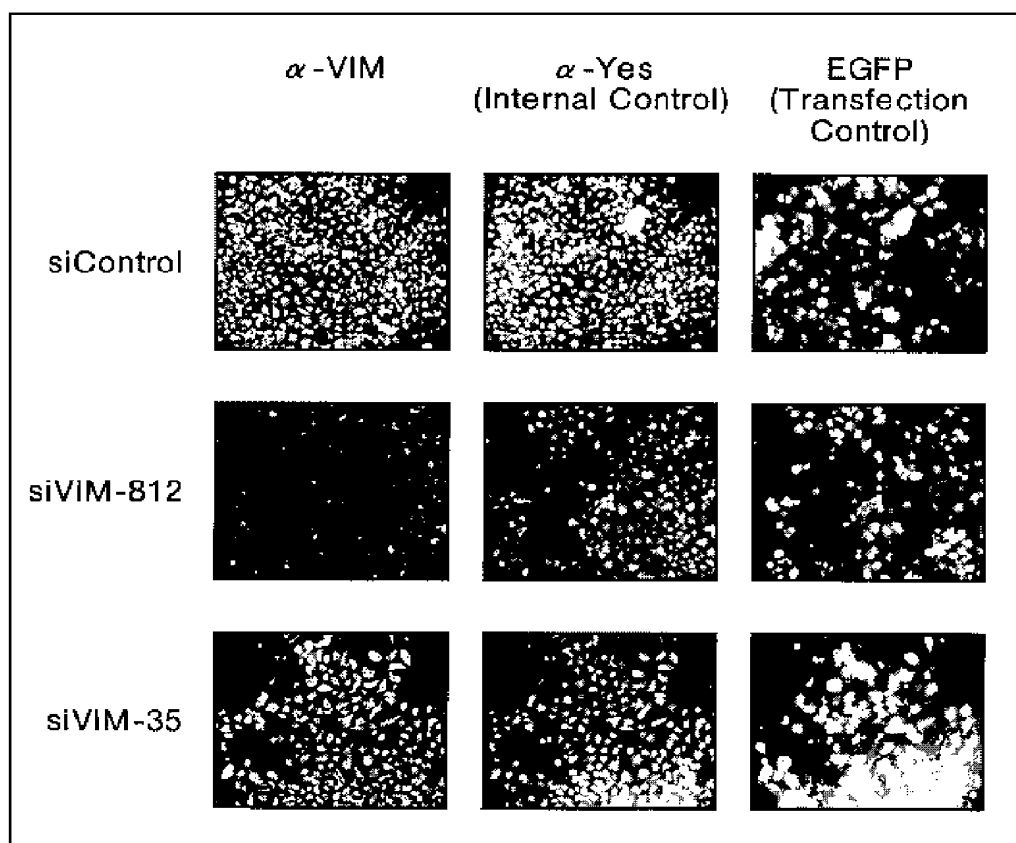 α-VIM
α-Yes
(Internal Control)
EGFP
(Transfection
Control)
siControl
siVIM-812
siVIM-35